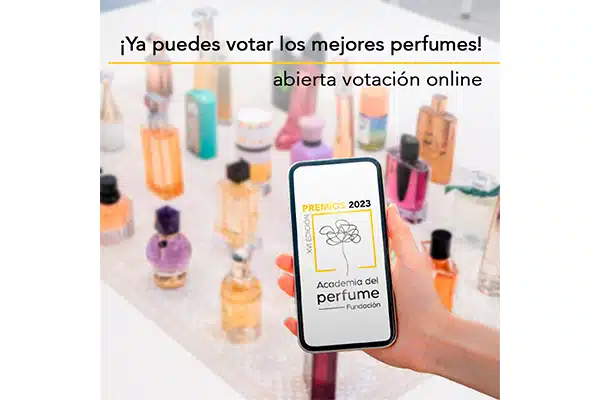 ¡Ya puedes votar los mejores perfumes!
abierta votación online
PREMIOS 2023
XVI EDICIÓN
Academia del
perfume
Fundación